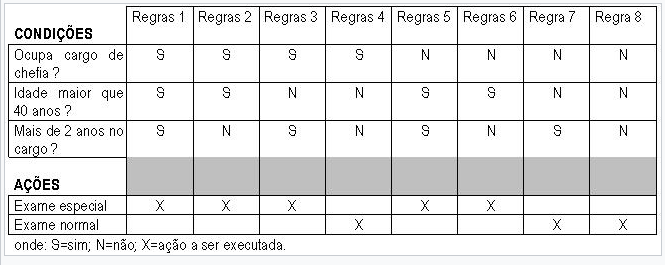 CONDIÇÕES Regras 1 Regras 2 Regras 3 Regras 4 Regras 5 Regras 6 Regra 7 Regra 8
Ocupa cargo de chefia ? S S S S N N N N
Idade maior que 40 anos ? S S N N S S N N
Mais de 2 anos no cargo ? S N S N S N S N
AÇÕES
Exame especial X X X X X
Exame normal X X X
onde: S=sim; N=não; X=ação a ser executada.